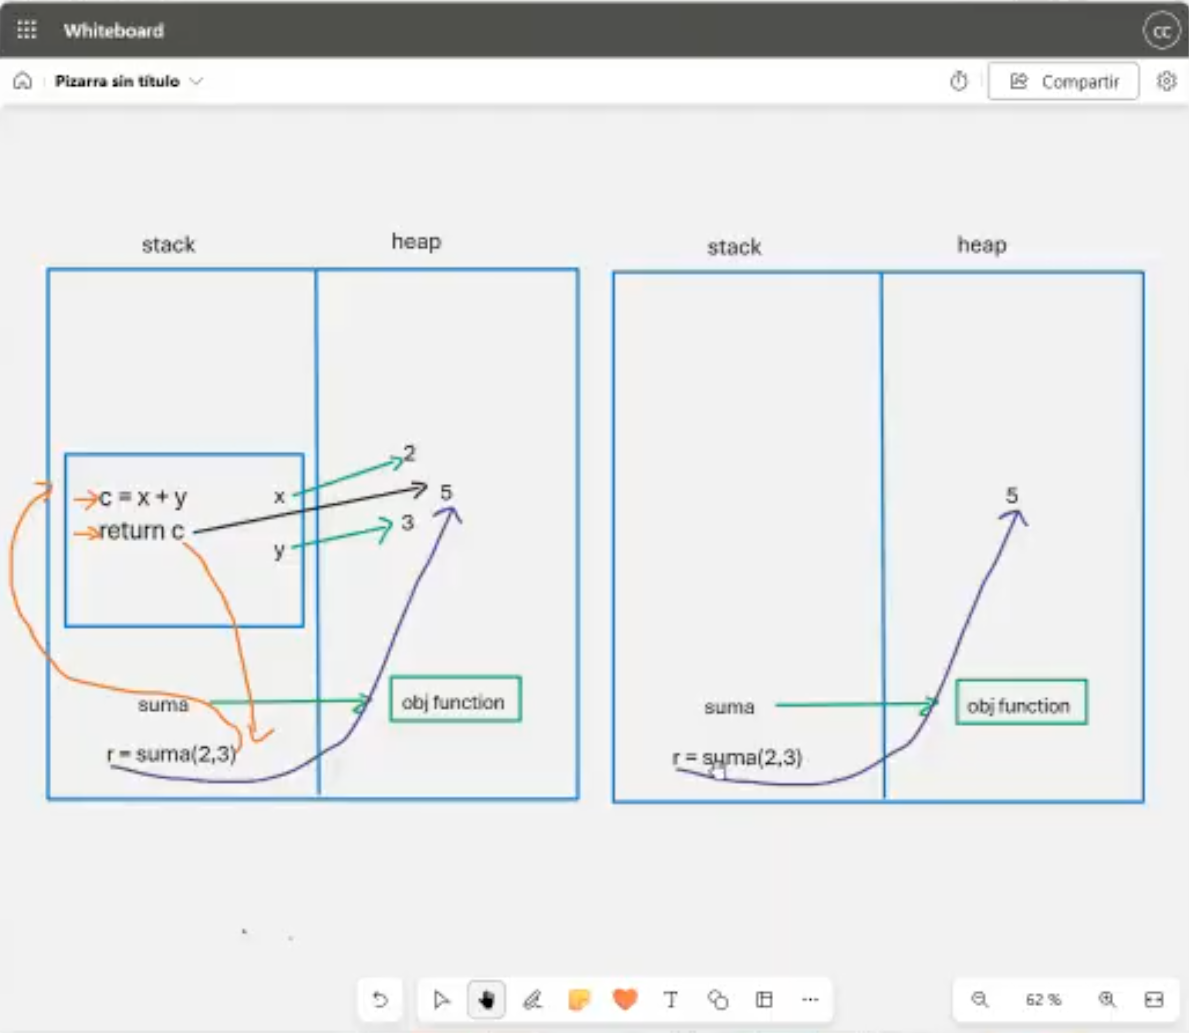 Whiteboard
CC
Pizarra sin título
Compartir
stack
heap
c = x + y
return c
x
y
2
5
3
suma
obj function
r = suma(2,3)
stack
heap
5
suma
obj function
r = suma(2,3)
T
62 %